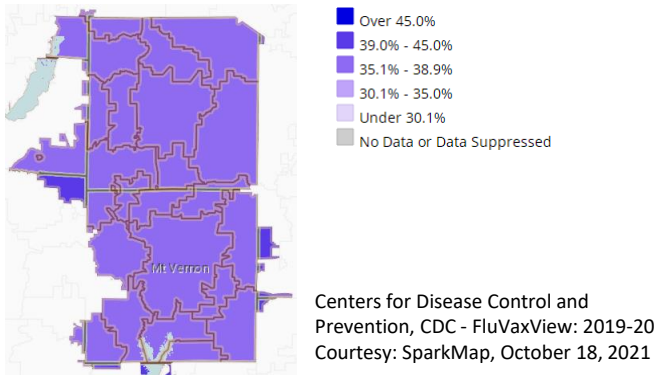 Over 45.0%
39.0% - 45.0%
35.1% - 38.9%
30.1% - 35.0%
Under 30.1%
No Data or Data Suppressed
Mt Vernon
Centers for Disease Control and
Prevention, CDC - FluVaxView: 2019-20
Courtesy: SparkMap, October 18, 2021